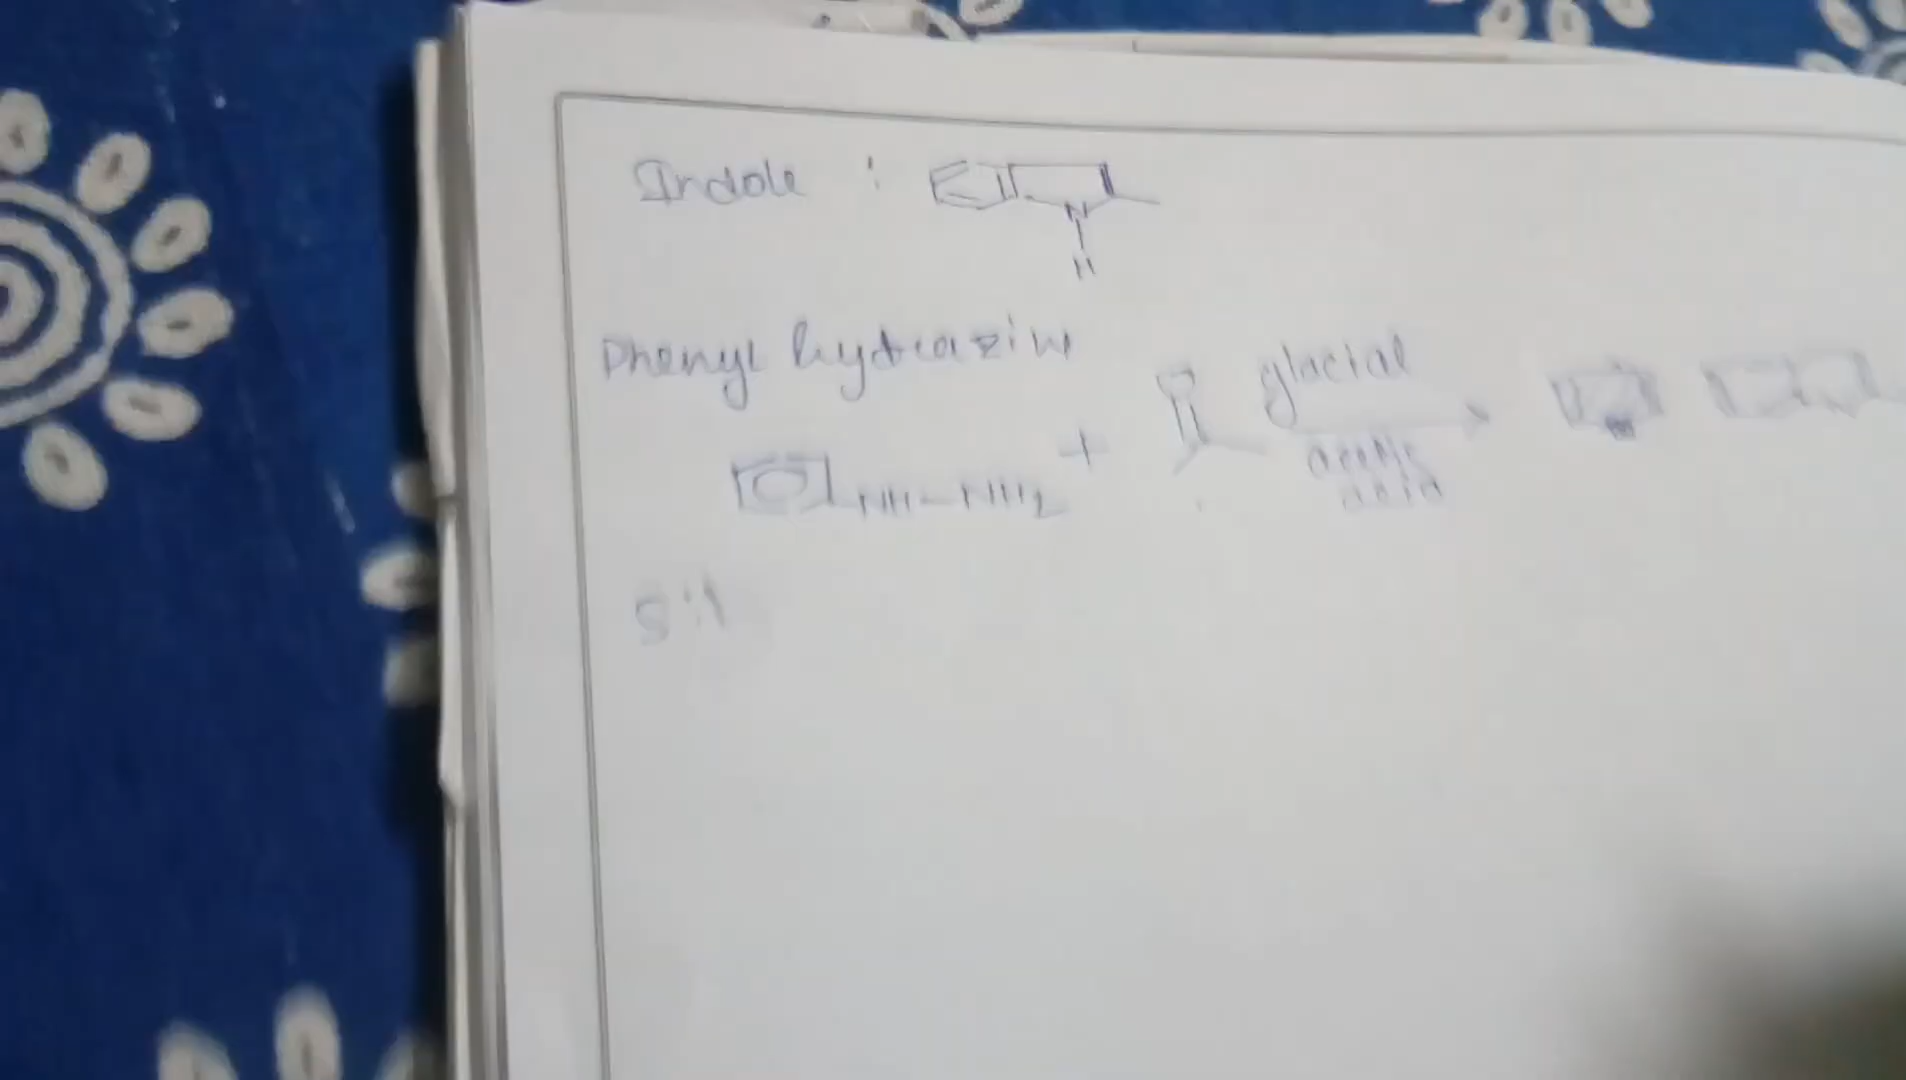 Indole :
N
H
Phenyl hydrazine
glacial
NH-NH2 +
acetic
acid